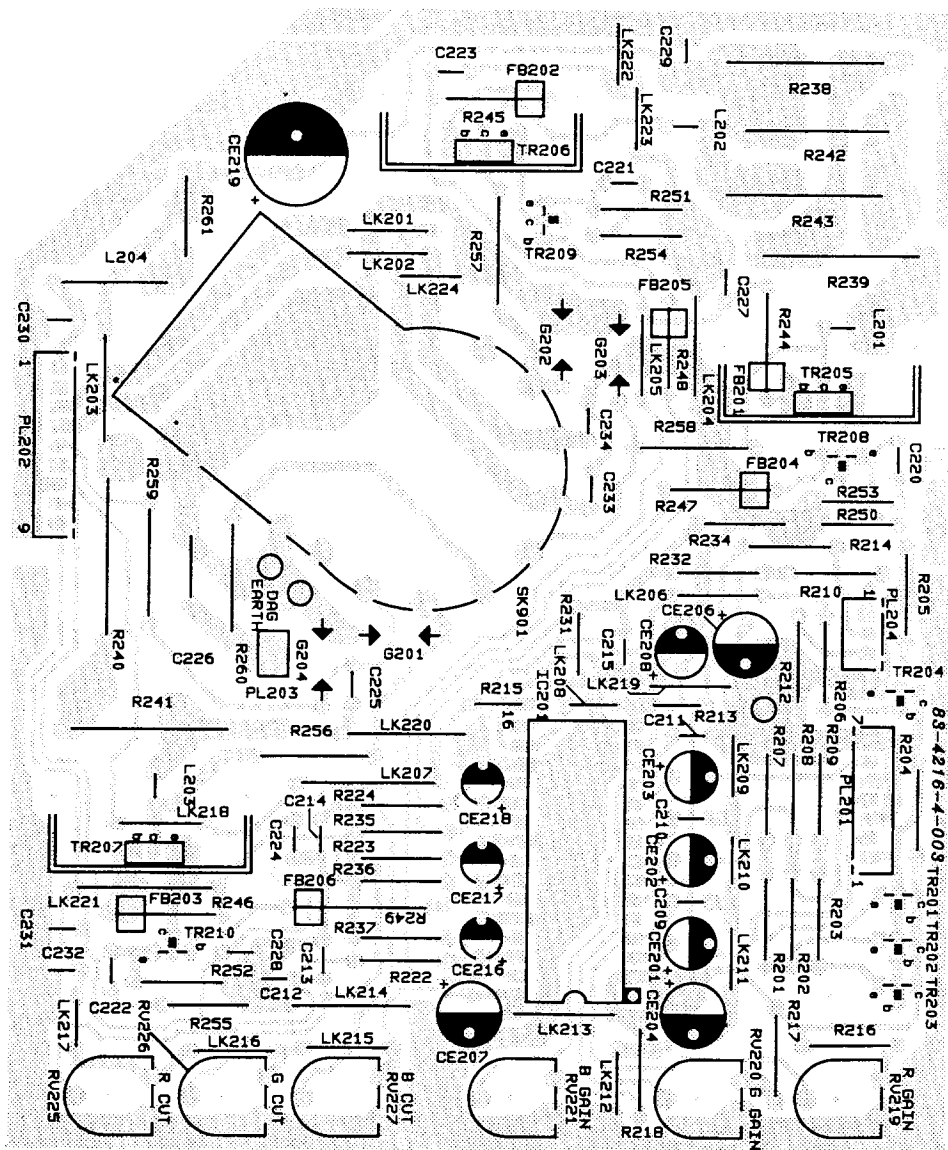 C223
FB202
LK222
C229
R238
R245
b c e
TR206
LK223
L202
R242
CE219
+
C221
R251
R261
LK201
e
c
b
TR209
R254
R243
L204
LK202
LK224
R257
FB205
C227
R239
C230
1
LK203
PL202
9
G202
G203
LK205
R248
LK204
R244
FB201
L201
TR205
b c e
C234
R258
TR208
b
e
c
C220
R259
C233
FB204
R247
R253
R250
R234
R214
R232
R210
R205
DAG
EARTH
SK901
LK206
CE206
+
1
PL204
R240
C226
R260
PL203
G204
G201
C225
R231
C215
CE208
+
LK208
LK219
R212
R206
TR204
c
e
b
R241
R215
16
IC201
R213
C211
R256
LK220
7
83-4216-4-003
L203
LK207
CE203
+
LK209
R207
R208
R209
PL201
R204
LK218
C214
R224
CE218
+
C210
TR207
e c b
C224
R235
R223
CE202
+
LK210
R236
CE217
+
1
LK221
FB203
R246
FB206
R249
C209
R203
TR201
c
e
b
C231
TR210
c
b
e
R237
CE216
+
CE201
+
LK211
R201
R202
TR202
c
e
b
C232
C228
C213
R222
R252
TR203
c
e
b
C222
C212
LK214
+
CE204
+
R217
LK217
RV226
R255
CE207
LK213
R216
LK216
LK215
RV225
R CUT
G CUT
B CUT
RV227
B GAIN
RV221
LK212
R218
RV220
G GAIN
R GAIN
RV219